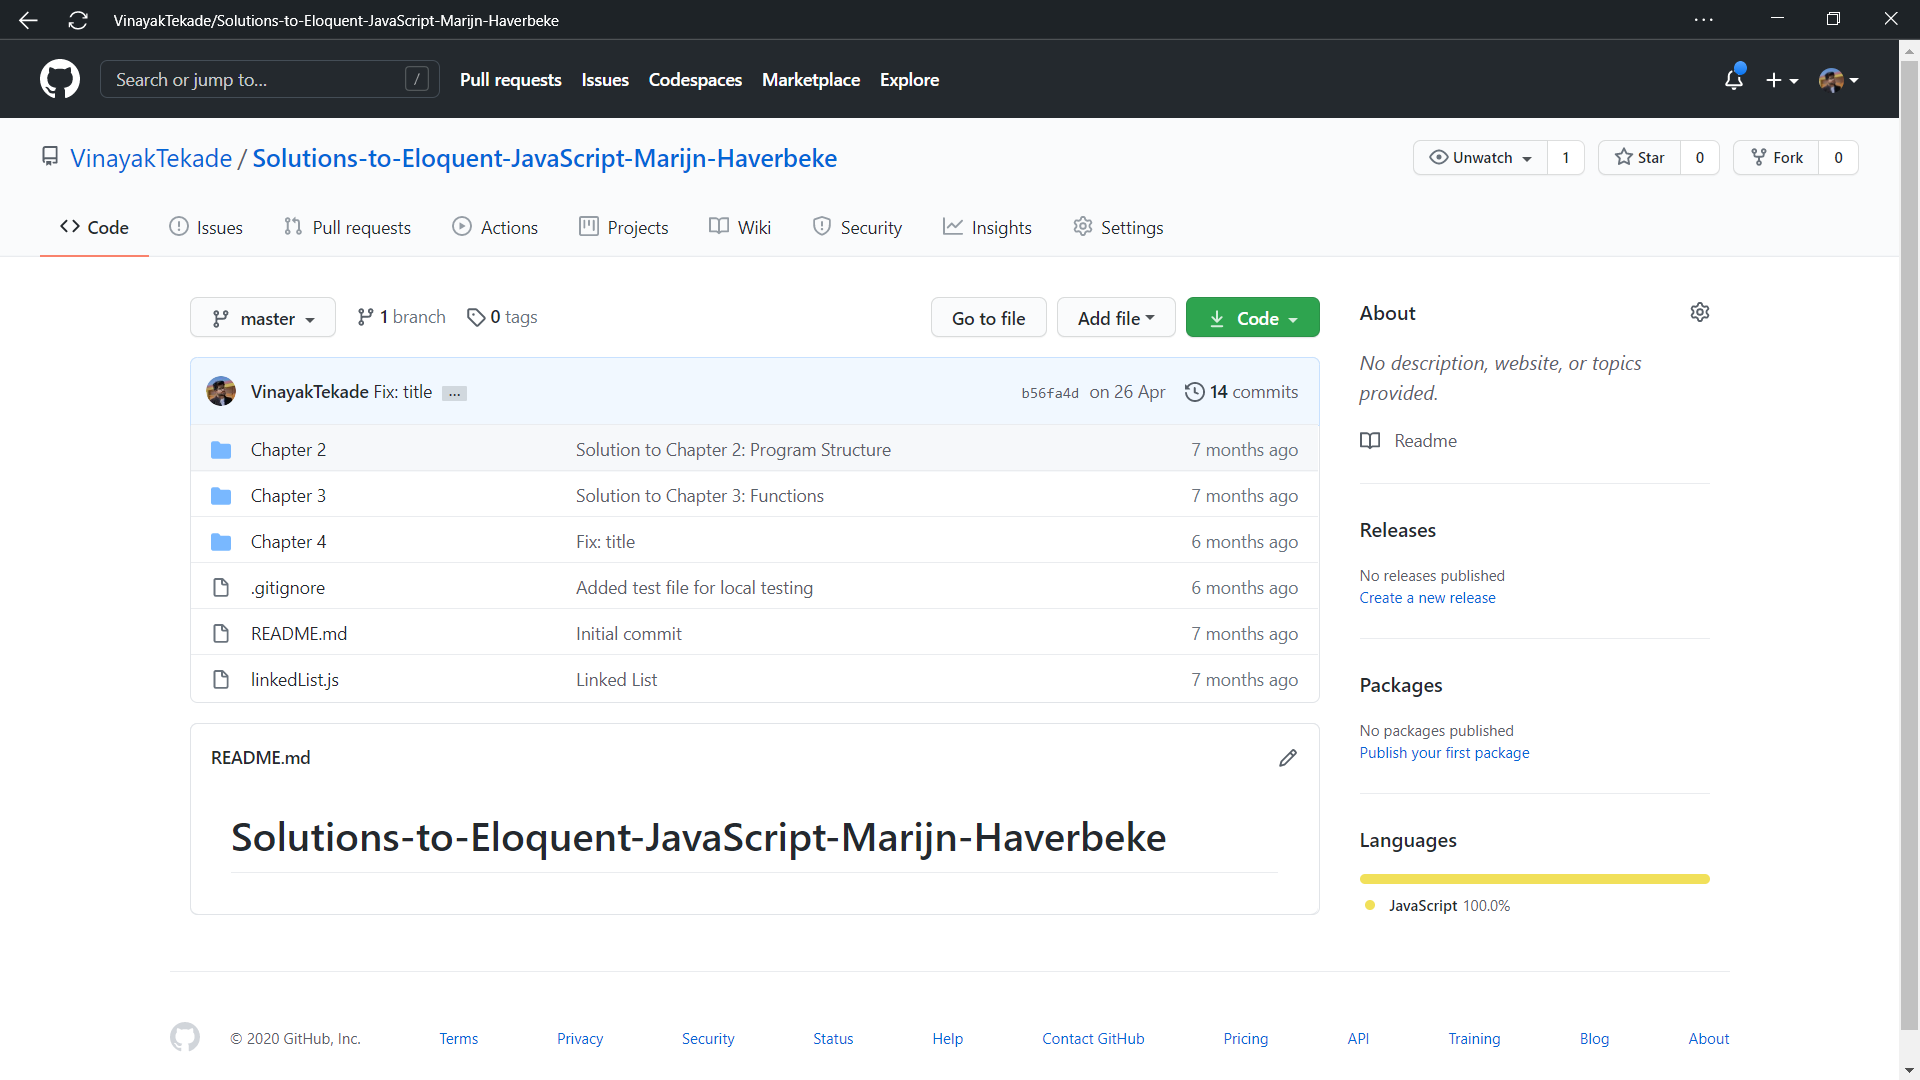 VinayakTekade/Solutions-to-Eloquent-JavaScript-Marijn-Haverbeke
Search or jump to... /
Pull requests Issues Codespaces Marketplace Explore
VinayakTekade / Solutions-to-Eloquent-JavaScript-Marijn-Haverbeke
Unwatch 1 Star 0 Fork 0
Code Issues Pull requests Actions Projects Wiki Security Insights Settings
master 1 branch 0 tags Go to file Add file Code
VinayakTekade Fix: title ... b56fa4d on 26 Apr 14 commits
Chapter 2 Solution to Chapter 2: Program Structure 7 months ago
Chapter 3 Solution to Chapter 3: Functions 7 months ago
Chapter 4 Fix: title 6 months ago
.gitignore Added test file for local testing 6 months ago
README.md Initial commit 7 months ago
linkedList.js Linked List 7 months ago
README.md
Solutions-to-Eloquent-JavaScript-Marijn-Haverbeke
About
No description, website, or topics
provided.
Readme
Releases
No releases published
Create a new release
Packages
No packages published
Publish your first package
Languages
JavaScript 100.0%
© 2020 GitHub, Inc. Terms Privacy Security Status Help Contact GitHub Pricing API Training Blog About